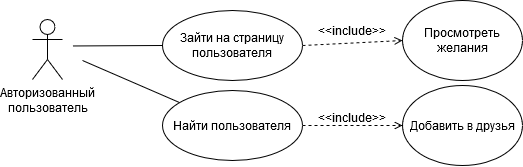 Зайти на страницу
пользователя
<<include>>
Просмотреть
желания
Авторизованный
пользователь
Найти пользователя
<<include>>
Добавить в друзья